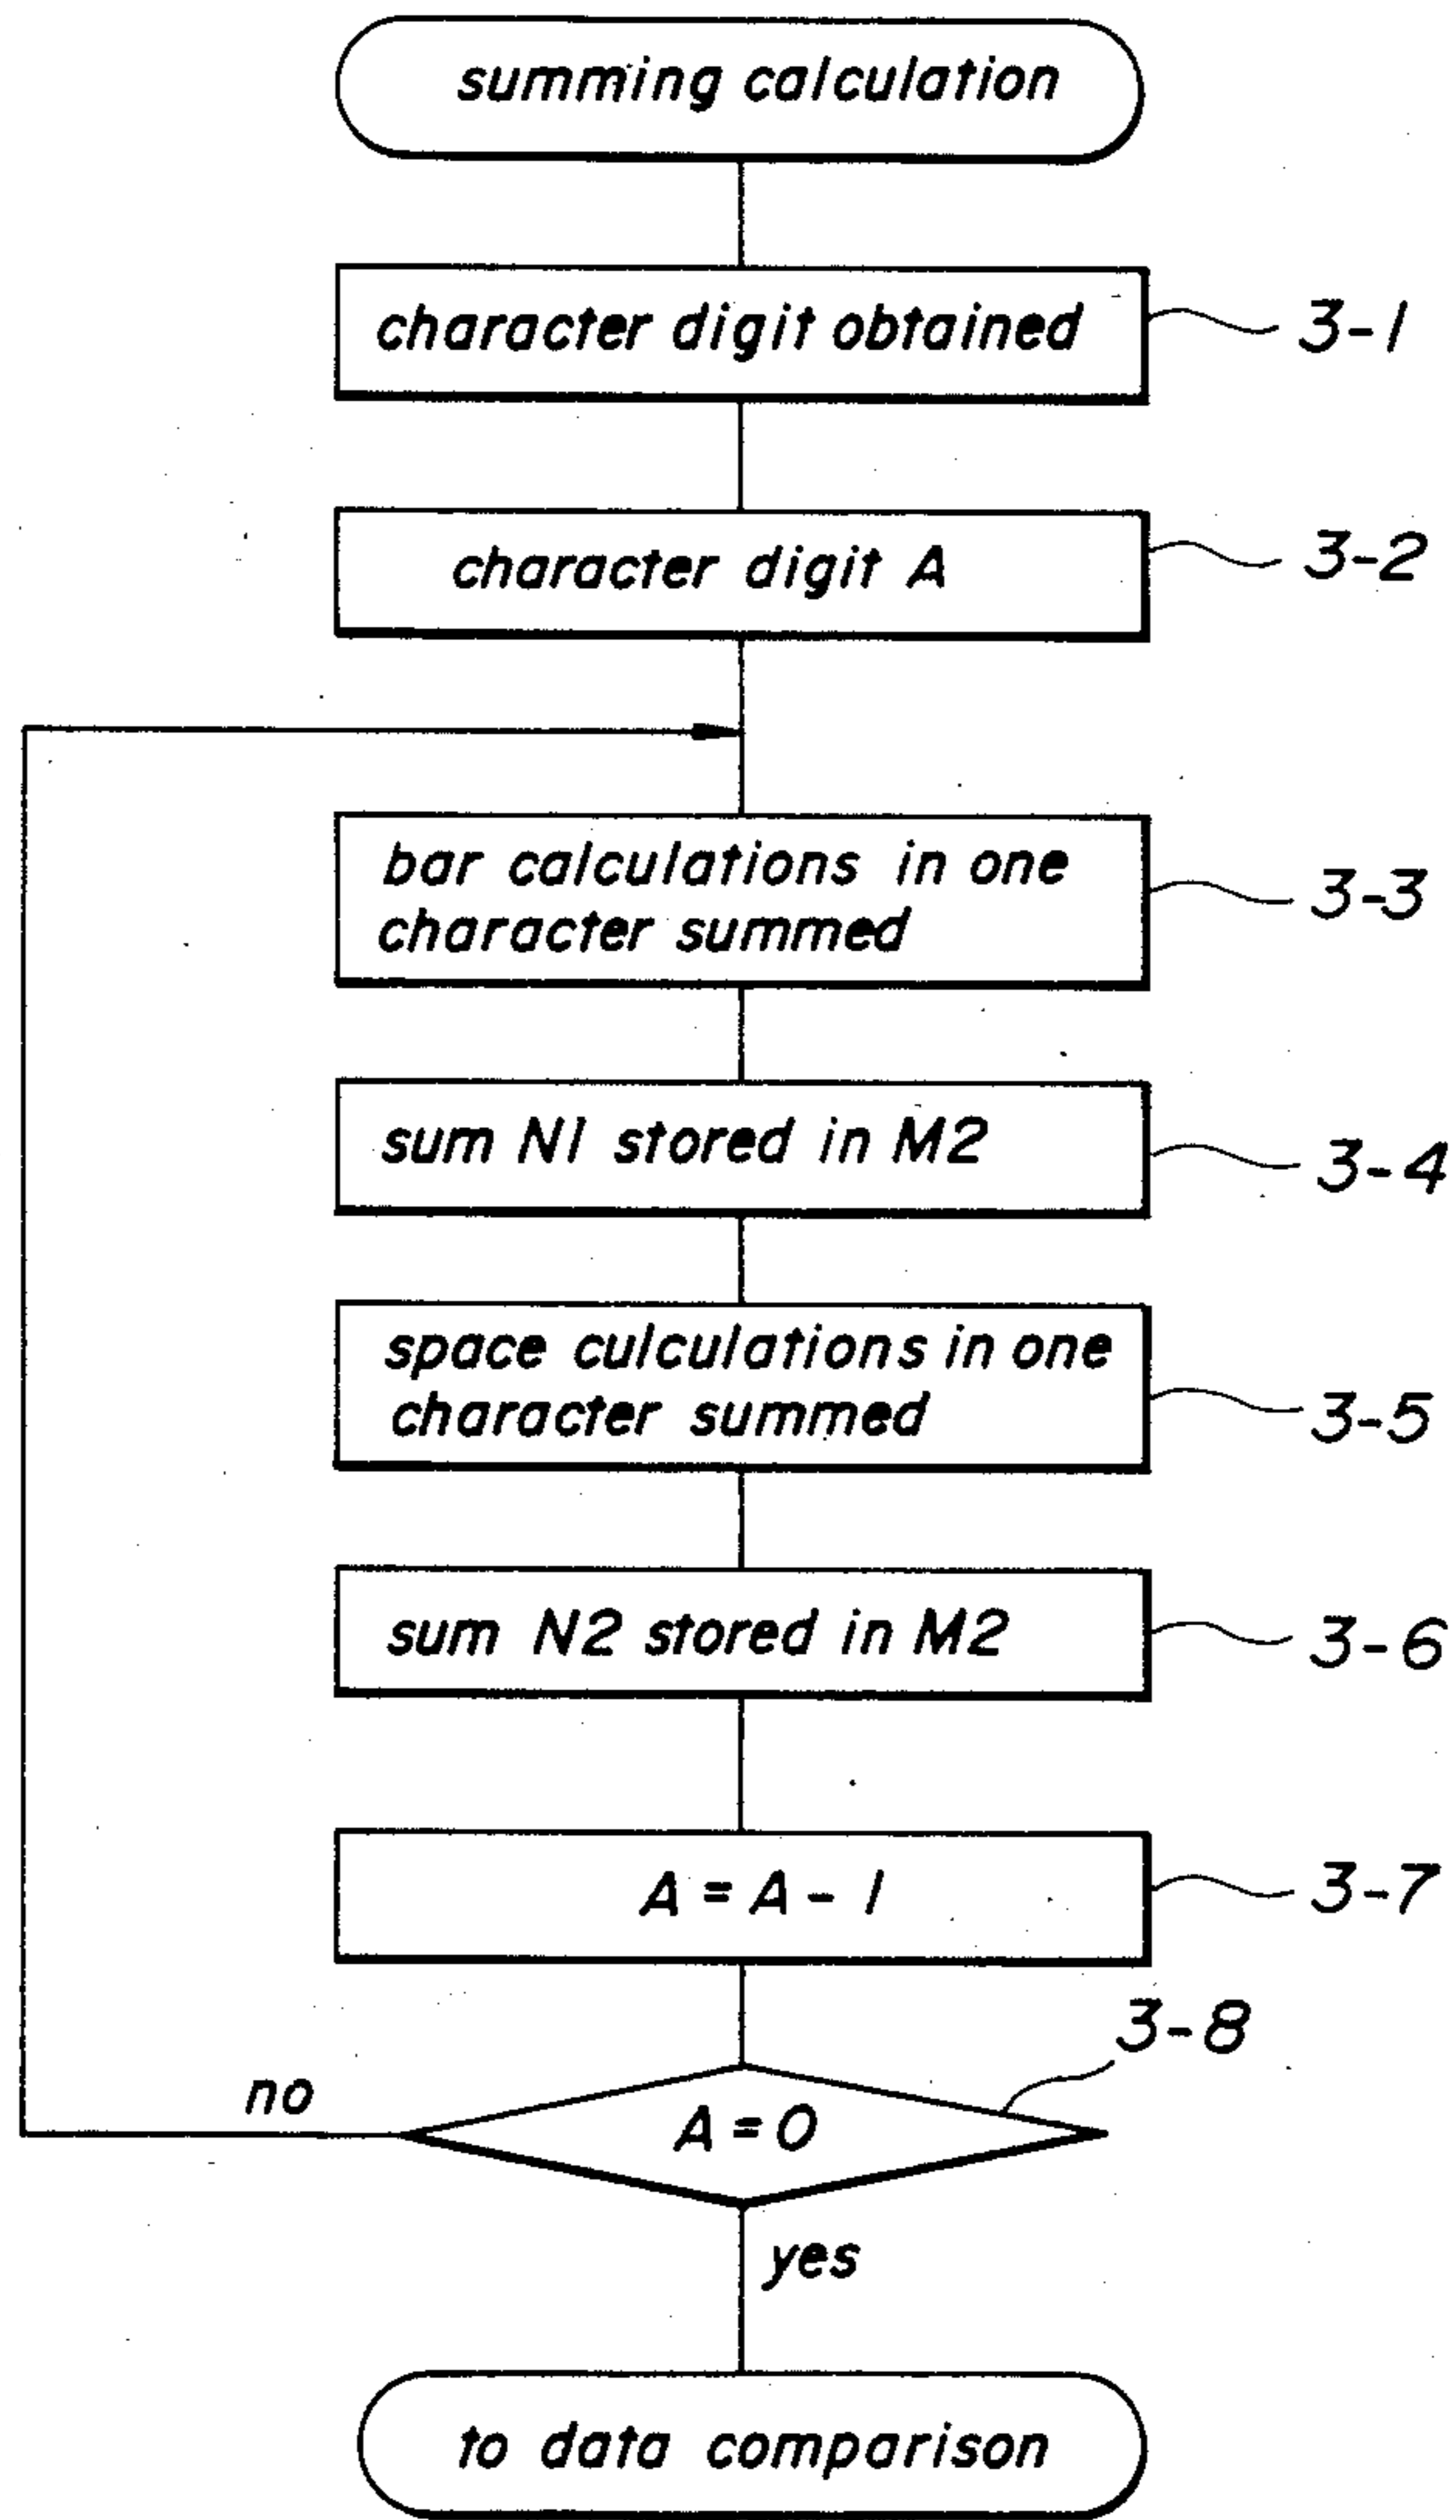 summing calculation
character digit obtained
3-1
character digit A
3-2
bar calculations in one
character summed
3-3
sum N1 stored in M2
3-4
space culculations in one
character summed
3-5
sum N2 stored in M2
3-6
A = A - 1
3-7
3-8
no
A = 0
yes
to data comparison